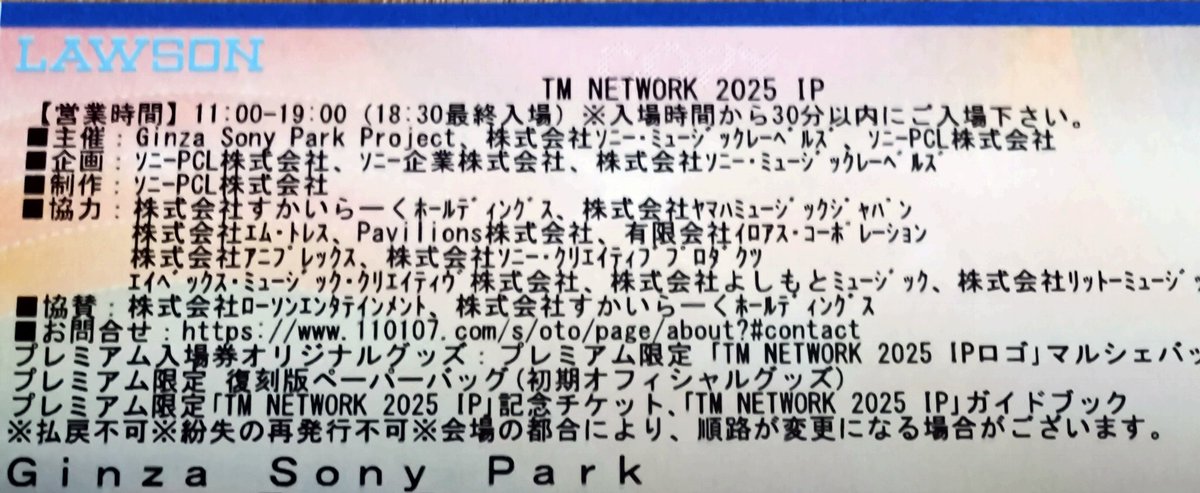 LAWSON
TM NETWORK 2025 IP
【営業時間】11:00-19:00 (18:30最終入場) ※入場時間から30分以内にご入場下さい。
■主催:Ginza Sony Park Project、株式会社ソニー・ミュージックレーベルズ、ソニーPCL株式会社
■企画:ソニーPCL株式会社、ソニー企業株式会社、株式会社ソニー・ミュージックレーベルズ
■制作:ソニーPCL株式会社
■協力:株式会社すかいらーくホールディングス、株式会社ヤマハミュージックジャパン
株式会社エム・トレス、Pavilions株式会社、有限会社イロアス・コーポレーション
株式会社アニプレックス、株式会社ソニー・クリエイティブプロダクツ
エイベックス・ミュージック・クリエイティヴ株式会社、株式会社よしもとミュージック、株式会社リットーミュージッ
■協賛:株式会社ローソンエンタテインメント、株式会社すかいらーくホールディングス
■お問合せ:https://www.110107.com/s/oto/page/about?#contact
プレミアム入場券オリジナルグッズ:プレミアム限定「TM NETWORK 2025 IPロゴ」マルシェバッ
プレミアム限定 復刻版ペーパーバッグ(初期オフィシャルグッズ)
プレミアム限定「TM NETWORK 2025 IP」記念チケット、「TM NETWORK 2025 IP」ガイドブック
※払戻不可※紛失の再発行不可※会場の都合により、順路が変更になる場合がございます。
Ginza Sony Park